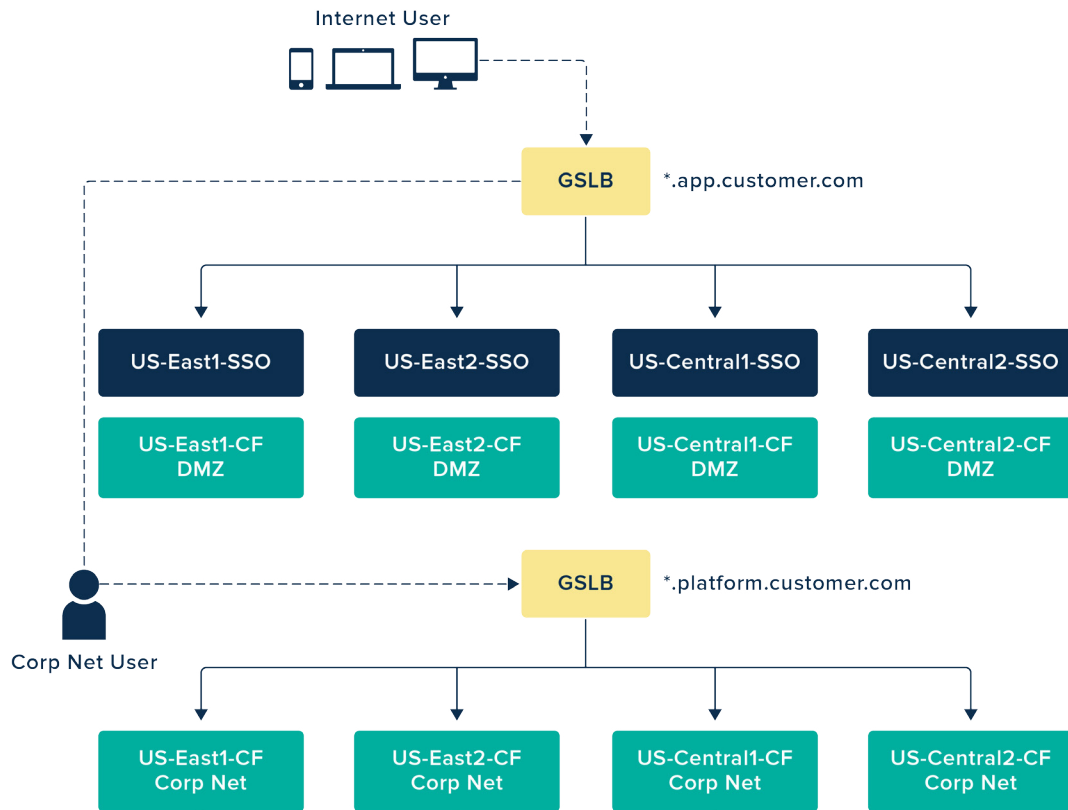 Internet User
GSLB
*.app.customer.com
US-East1-SSO
US-East2-SSO
US-Central1-SSO
US-Central2-SSO
US-East1-CF
DMZ
US-East2-CF
DMZ
US-Central1-CF
DMZ
US-Central2-CF
DMZ
GSLB
*.platform.customer.com
Corp Net User
US-East1-CF
Corp Net
US-East2-CF
Corp Net
US-Central1-CF
Corp Net
US-Central2-CF
Corp Net